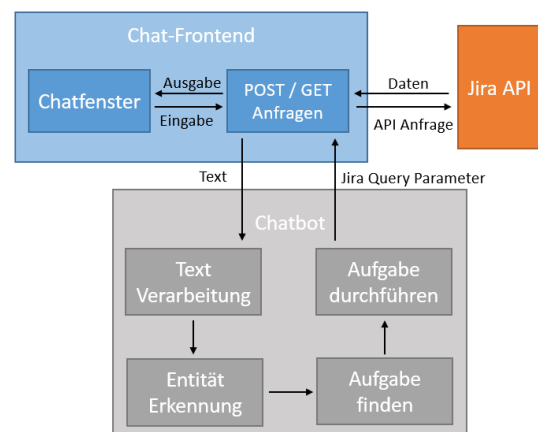 Chat-Frontend
Chatfenster
Ausgabe
Eingabe
POST / GET
Anfragen
Daten
API Anfrage
Jira API
Text
Jira Query Parameter
Chatbot
Text
Verarbeitung
Aufgabe
durchführen
Entität
Erkennung
Aufgabe
finden